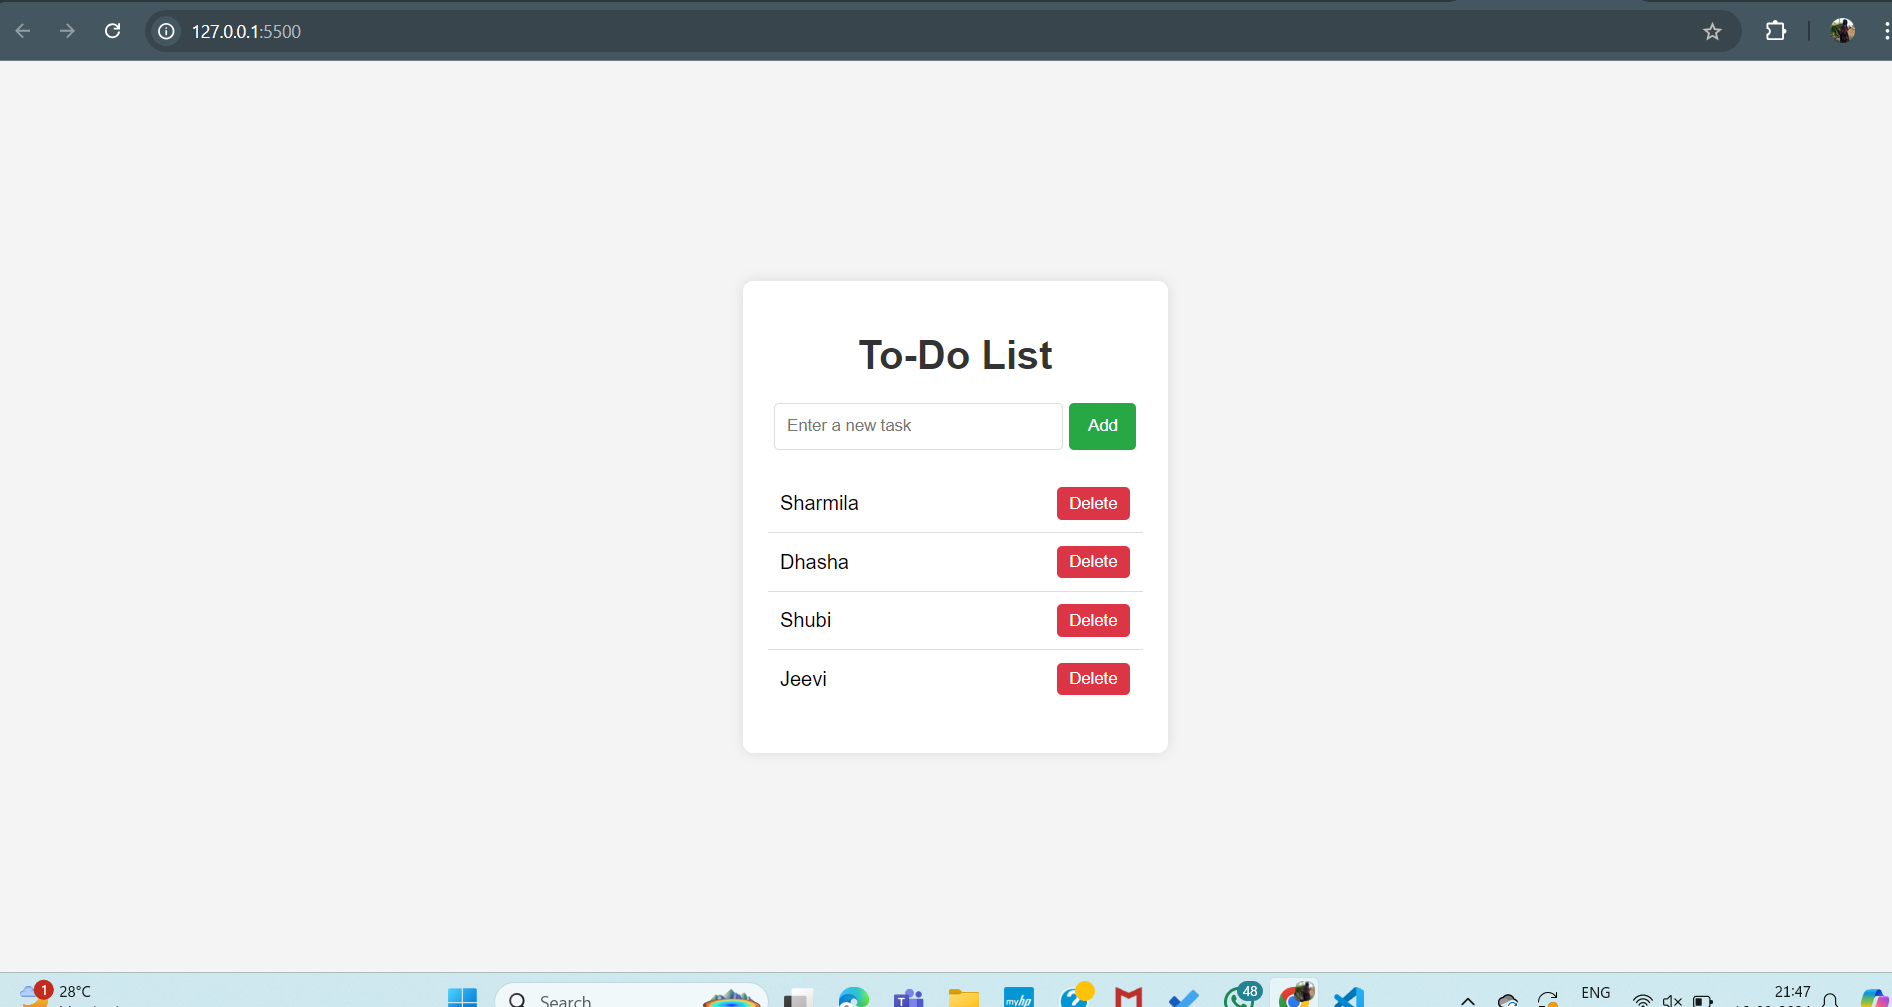 127.0.0.1:5500
To-Do List
Enter a new task
Add
Sharmila
Delete
Dhasha
Delete
Shubi
Delete
Jeevi
Delete
1
28°C
Search
myhp
48
ENG
21:47